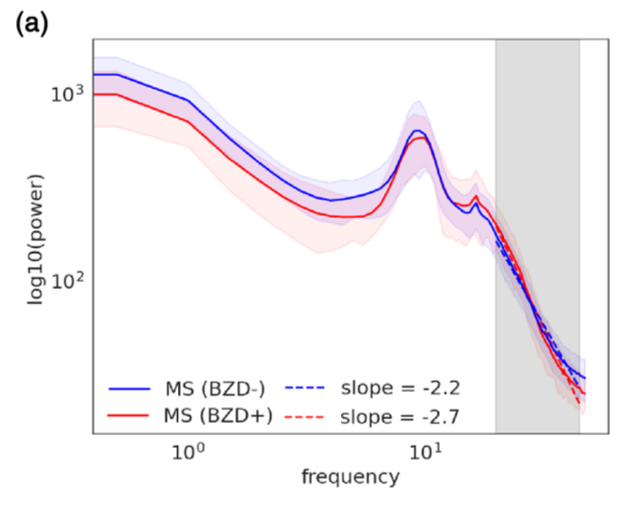 (a)
10³
10²
log10(power)
MS (BZD-) slope = -2.2
MS (BZD+) slope = -2.7
10⁰ 10¹
frequency